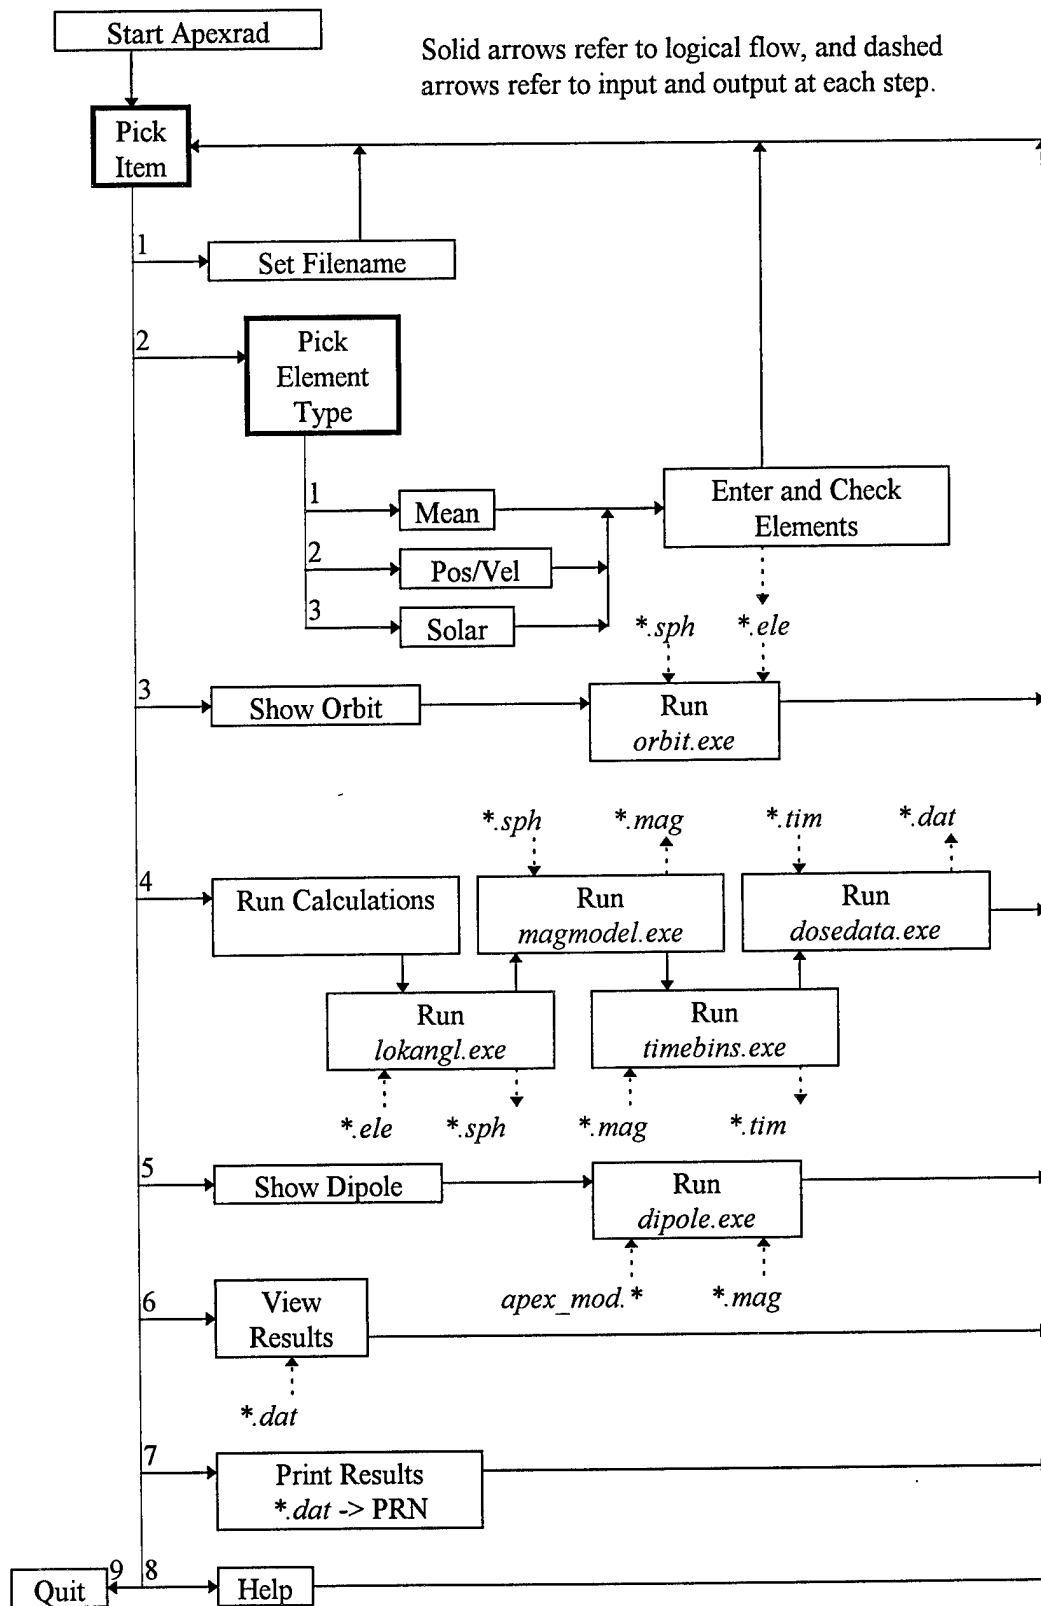 Start Apexrad
Solid arrows refer to logical flow, and dashed
arrows refer to input and output at each step.
Pick
Item
1
Set Filename
2
Pick
Element
Type
1
Mean
Enter and Check
Elements
2
Pos/Vel
3
Solar
*.sph
*.ele
3
Show Orbit
Run
orbit.exe
*.sph
*.mag
*.tim
*.dat
4
Run Calculations
Run
magmodel.exe
Run
dosedata.exe
Run
lokangl.exe
Run
timebins.exe
*.ele
*.sph
*.mag
*.tim
5
Show Dipole
Run
dipole.exe
apex_mod.*
*.mag
6
View
Results
*.dat
7
Print Results
*.dat -> PRN
Quit
9
8
Help